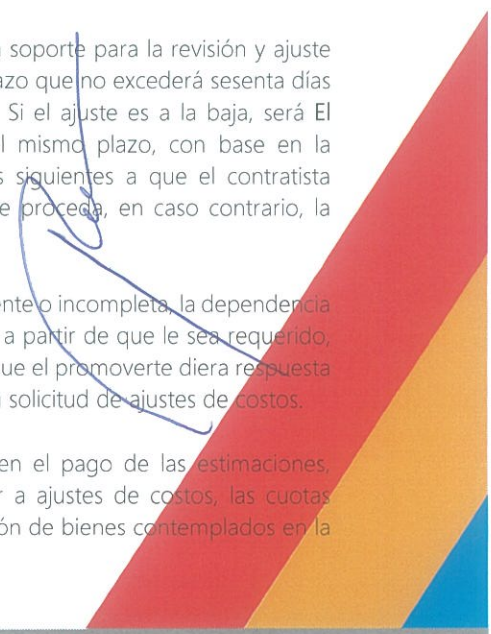 soporte para la revisión y ajuste
azo que no excederá sesenta días
Si el ajuste es a la baja, será El
l mismo plazo, con base en la
s siguientes a que el contratista
e proceda, en caso contrario, la
ente o incompleta, la dependencia
a partir de que le sea requerido,
ue el promoverte diera respuesta
solicitud de ajustes de costos.
en el pago de las estimaciones,
r a ajustes de costos, las cuotas
ón de bienes contemplados en la